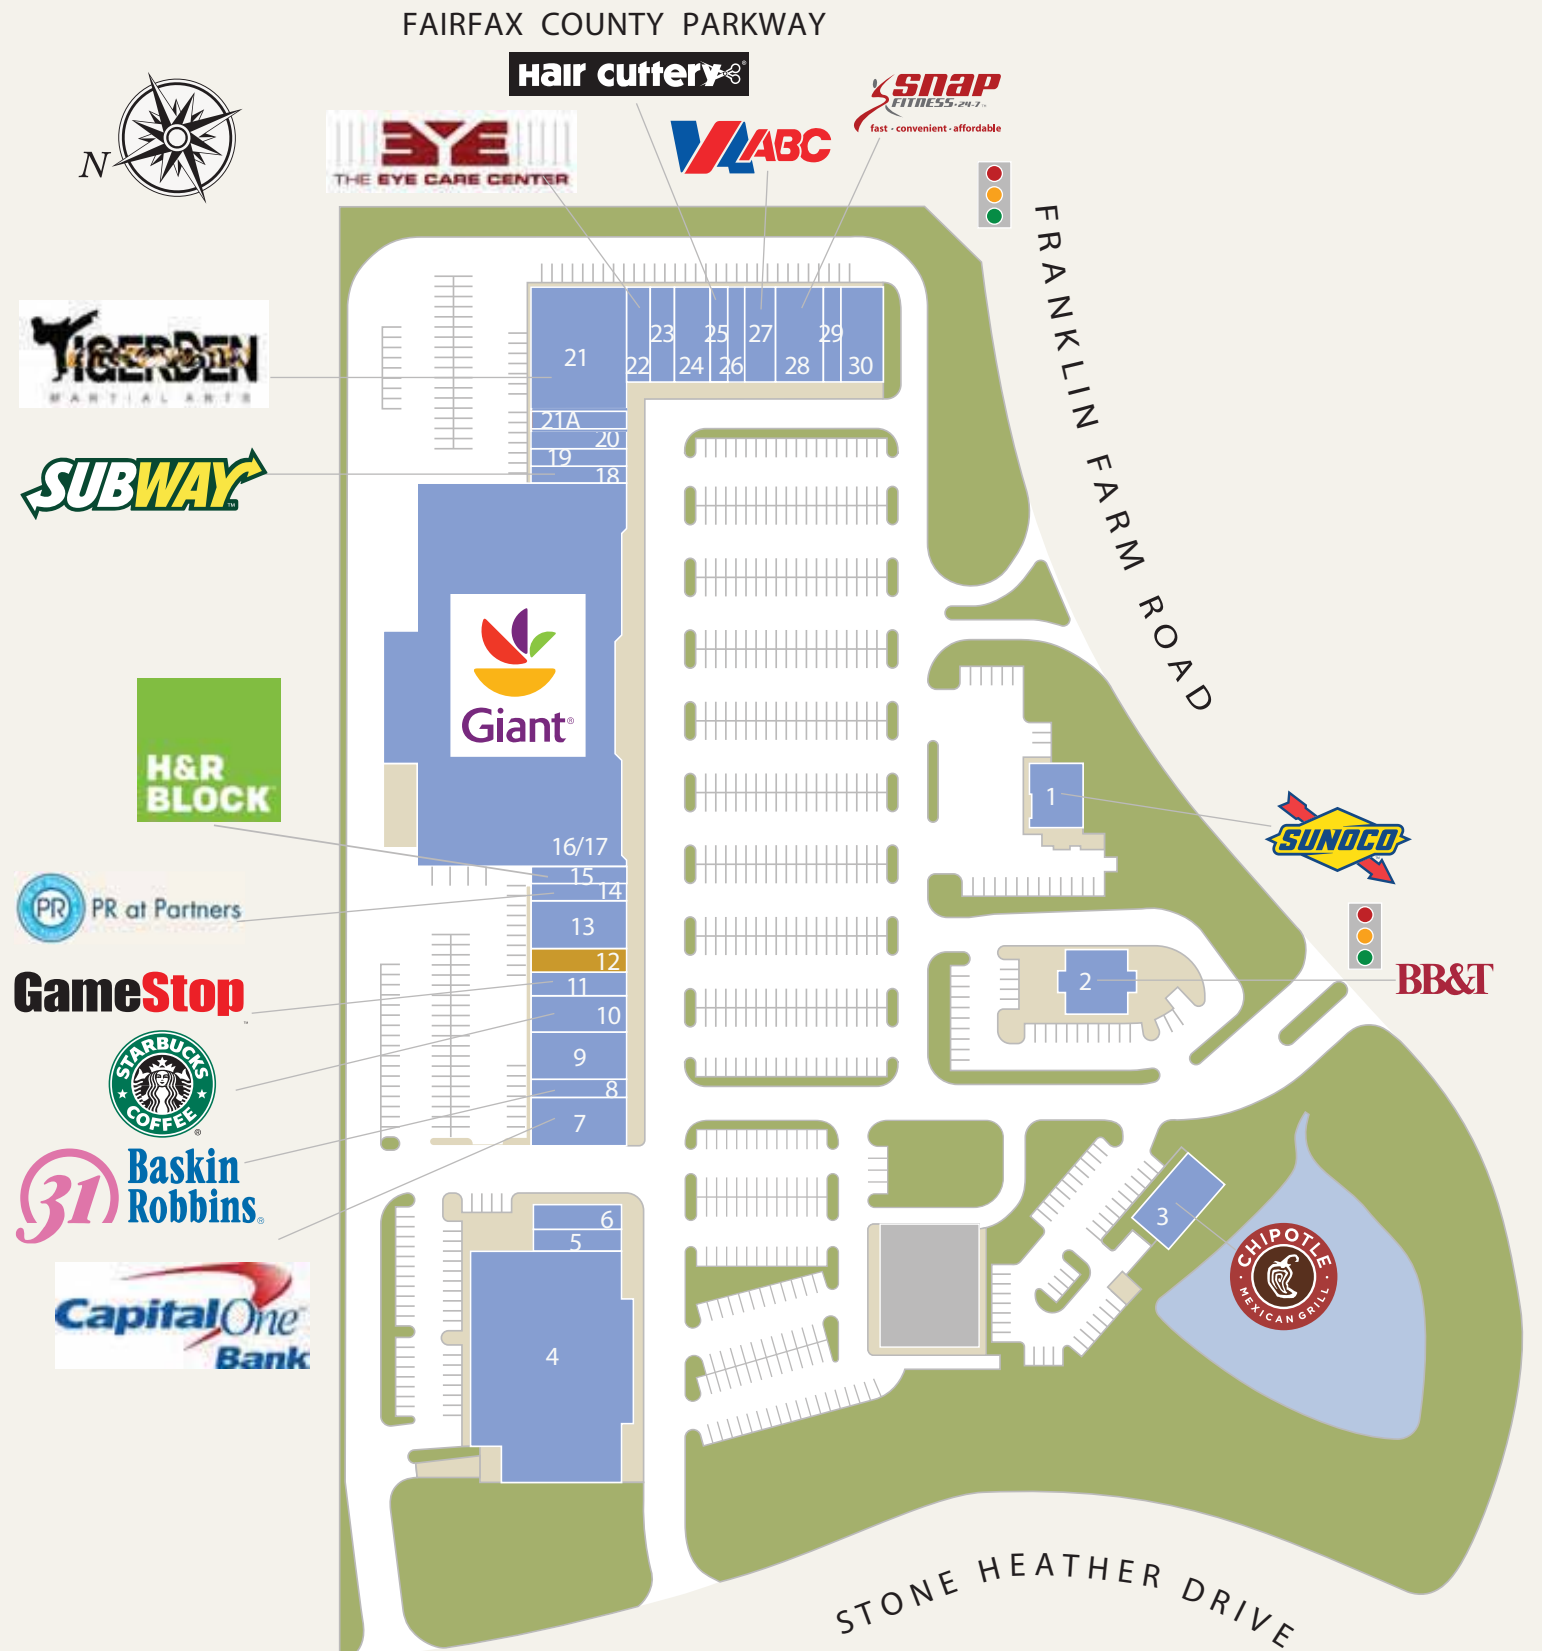 FAIRFAX COUNTY PARKWAY
Hair Cuttery
SNAP
FITNESS·24-7
fast · convenient · affordable
EYE
THE EYE CARE CENTER
VA ABC
N
FRANKLIN FARM ROAD
TIGERDEN
MARTIAL ARTS
SUBWAY
21
22
23
24
25
26
27
28
29
30
21A
20
19
18
Giant
H&R
BLOCK
16/17
15
14
13
12
11
10
9
8
7
PR
PR at Partners
GameStop
STARBUCKS
COFFEE
31
Baskin
Robbins
Capital One
Bank
6
5
4
1
SUNOCO
2
BB&T
3
CHIPOTLE
MEXICAN GRILL
STONE HEATHER DRIVE